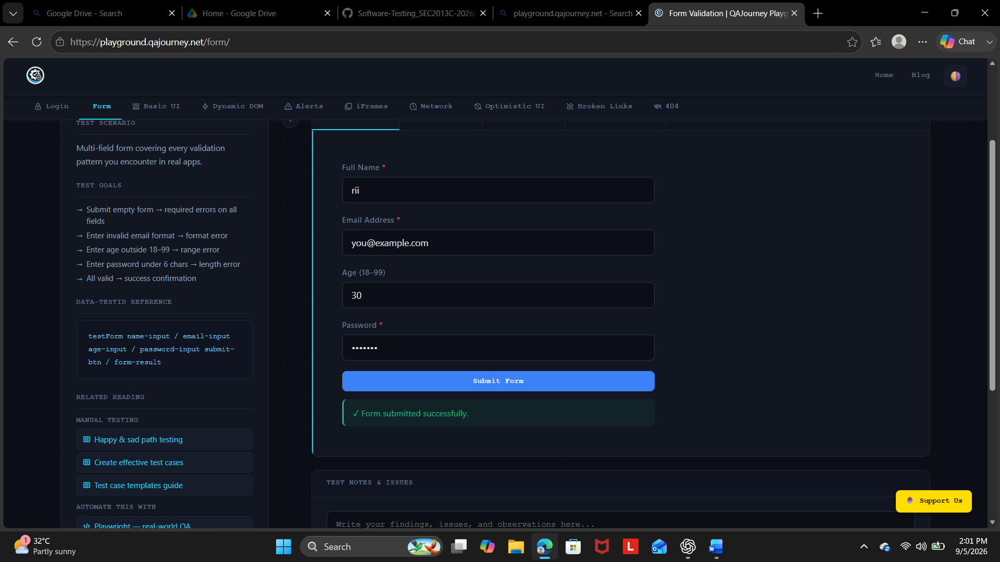 Google Drive - Search
Home - Google Drive
Software-Testing_SEC2013C-2026/
playground.qajourney.net - Search
Form Validation | QAJourney Playg
https://playground.qajourney.net/form/
Chat
Home
Blog
Login
Form
Basic UI
Dynamic DOM
Alerts
iFrames
Network
Optimistic UI
Broken Links
404 404
TEST SCENARIO
Multi-field form covering every validation
pattern you encounter in real apps.
TEST GOALS
→ Submit empty form → required errors on all
fields
→ Enter invalid email format → format error
→ Enter age outside 18–99 → range error
→ Enter password under 6 chars → length error
→ All valid → success confirmation
DATA-TESTID REFERENCE
testForm name-input / email-input
age-input / password-input submit-
btn / form-result
RELATED READING
MANUAL TESTING
Happy & sad path testing
Create effective test cases
Test case templates guide
AUTOMATE THIS WITH
Playwright — real-world QA
Full Name *
rii
Email Address *
you@example.com
Age (18–99)
30
Password *
•••••••
Submit Form
✓ Form submitted successfully.
TEST NOTES & ISSUES
Write your findings, issues, and observations here...
Support Us
1
32°C
Partly sunny
Search
L
2:01 PM
9/5/2026